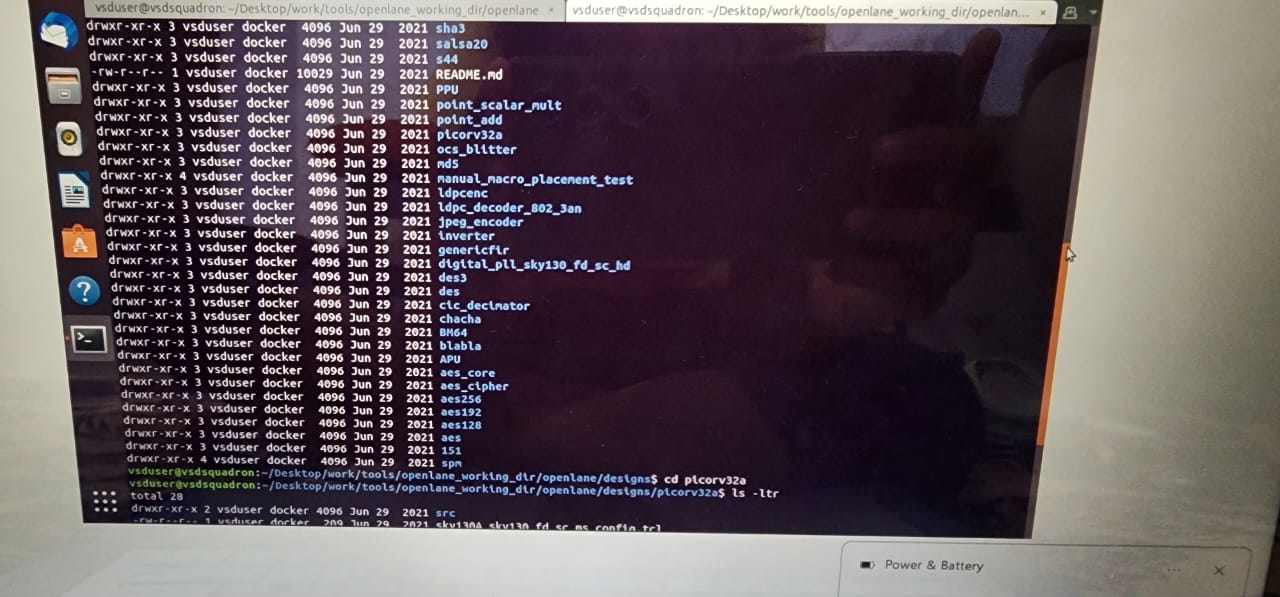 vsduser@vsdsquadron: ~/Desktop/work/tools/openlane_working_dir/openlane ×
vsduser@vsdsquadron: ~/Desktop/work/tools/openlane_working_dir/openlan... ×
drwxr-xr-x 3 vsduser docker 4096 Jun 29 2021 sha3
drwxr-xr-x 3 vsduser docker 4096 Jun 29 2021 salsa20
drwxr-xr-x 3 vsduser docker 4096 Jun 29 2021 s44
-rw-r--r-- 1 vsduser docker 10029 Jun 29 2021 README.md
drwxr-xr-x 3 vsduser docker 4096 Jun 29 2021 PPU
drwxr-xr-x 3 vsduser docker 4096 Jun 29 2021 point_scalar_mult
drwxr-xr-x 3 vsduser docker 4096 Jun 29 2021 point_add
drwxr-xr-x 3 vsduser docker 4096 Jun 29 2021 picorv32a
drwxr-xr-x 3 vsduser docker 4096 Jun 29 2021 ocs_blitter
drwxr-xr-x 3 vsduser docker 4096 Jun 29 2021 md5
drwxr-xr-x 4 vsduser docker 4096 Jun 29 2021 manual_macro_placement_test
drwxr-xr-x 3 vsduser docker 4096 Jun 29 2021 ldpcenc
drwxr-xr-x 3 vsduser docker 4096 Jun 29 2021 ldpc_decoder_802_3an
drwxr-xr-x 3 vsduser docker 4096 Jun 29 2021 jpeg_encoder
drwxr-xr-x 3 vsduser docker 4096 Jun 29 2021 inverter
drwxr-xr-x 3 vsduser docker 4096 Jun 29 2021 genericfir
drwxr-xr-x 3 vsduser docker 4096 Jun 29 2021 digital_pll_sky130_fd_sc_hd
drwxr-xr-x 3 vsduser docker 4096 Jun 29 2021 des3
drwxr-xr-x 3 vsduser docker 4096 Jun 29 2021 des
drwxr-xr-x 3 vsduser docker 4096 Jun 29 2021 cic_decimator
drwxr-xr-x 3 vsduser docker 4096 Jun 29 2021 chacha
drwxr-xr-x 3 vsduser docker 4096 Jun 29 2021 BM64
drwxr-xr-x 3 vsduser docker 4096 Jun 29 2021 blabla
drwxr-xr-x 3 vsduser docker 4096 Jun 29 2021 APU
drwxr-xr-x 3 vsduser docker 4096 Jun 29 2021 aes_core
drwxr-xr-x 3 vsduser docker 4096 Jun 29 2021 aes_cipher
drwxr-xr-x 3 vsduser docker 4096 Jun 29 2021 aes256
drwxr-xr-x 3 vsduser docker 4096 Jun 29 2021 aes192
drwxr-xr-x 3 vsduser docker 4096 Jun 29 2021 aes128
drwxr-xr-x 3 vsduser docker 4096 Jun 29 2021 aes
drwxr-xr-x 3 vsduser docker 4096 Jun 29 2021 151
drwxr-xr-x 4 vsduser docker 4096 Jun 29 2021 spm
vsduser@vsdsquadron:~/Desktop/work/tools/openlane_working_dir/openlane/designs$ cd picorv32a
vsduser@vsdsquadron:~/Desktop/work/tools/openlane_working_dir/openlane/designs/picorv32a$ ls -ltr
total 28
drwxr-xr-x 2 vsduser docker 4096 Jun 29 2021 src
-rw-r--r-- 1 vsduser docker 209 Jun 29 2021 sky130A_sky130_fd_sc_ms_config.tcl
Power & Battery